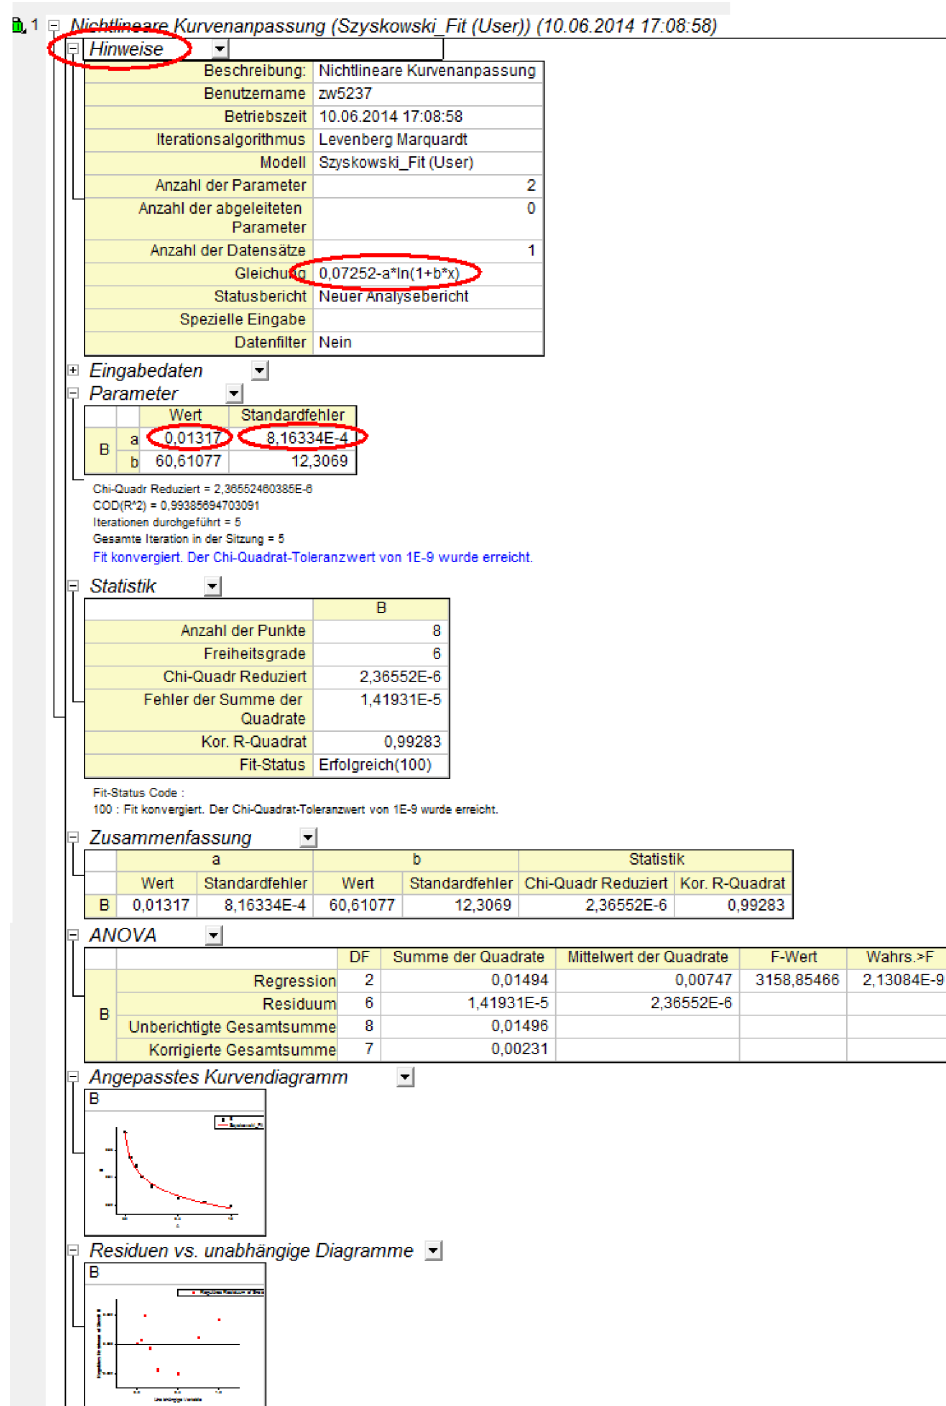 1 Nichtlineare Kurvenanpassung (Szyskowski_Fit (User)) (10.06.2014 17:08:58)
Hinweise
Beschreibung: Nichtlineare Kurvenanpassung
Benutzername zw5237
Betriebszeit 10.06.2014 17:08:58
Iterationsalgorithmus Levenberg Marquardt
Modell Szyskowski_Fit (User)
Anzahl der Parameter 2
Anzahl der abgeleiteten 0
Parameter
Anzahl der Datensätze 1
Gleichung 0,07252-a*ln(1+b*x)
Statusbericht Neuer Analysebericht
Spezielle Eingabe
Datenfilter Nein
Eingabedaten
Parameter
Wert Standardfehler
B a 0,01317 8,16334E-4
b 60,61077 12,3069
Chi-Quadr Reduziert = 2,36552460385E-6
COD(R^2) = 0,99385694703091
Iterationen durchgeführt = 5
Gesamte Iteration in der Sitzung = 5
Fit konvergiert. Der Chi-Quadrat-Toleranzwert von 1E-9 wurde erreicht.
Statistik
B
Anzahl der Punkte 8
Freiheitsgrade 6
Chi-Quadr Reduziert 2,36552E-6
Fehler der Summe der 1,41931E-5
Quadrate
Kor. R-Quadrat 0,99283
Fit-Status Erfolgreich(100)
Fit-Status Code :
100 : Fit konvergiert. Der Chi-Quadrat-Toleranzwert von 1E-9 wurde erreicht.
Zusammenfassung
a b Statistik
Wert Standardfehler Wert Standardfehler Chi-Quadr Reduziert Kor. R-Quadrat
B 0,01317 8,16334E-4 60,61077 12,3069 2,36552E-6 0,99283
ANOVA
DF Summe der Quadrate Mittelwert der Quadrate F-Wert Wahrs.>F
B Regression 2 0,01494 0,00747 3158,85466 2,13084E-9
Residuum 6 1,41931E-5 2,36552E-6
Unberichtigte Gesamtsumme 8 0,01496
Korrigierte Gesamtsumme 7 0,00231
Angepasstes Kurvendiagramm
B
Residuen vs. unabhängige Diagramme
B